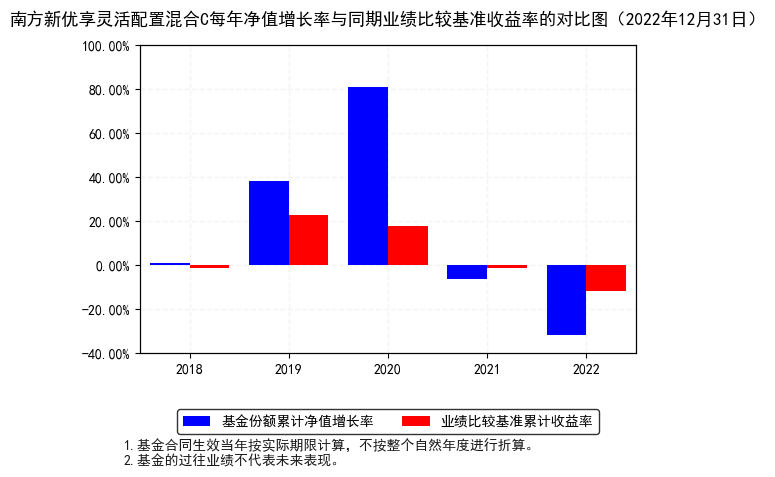 南方新优享灵活配置混合C每年净值增长率与同期业绩比较基准收益率的对比图（2022年12月31日）
100.00%
80.00%
60.00%
40.00%
20.00%
0.00%
−20.00%
−40.00%
2018 2019 2020 2021 2022
基金份额累计净值增长率 业绩比较基准累计收益率
1.基金合同生效当年按实际期限计算，不按整个自然年度进行折算。
2.基金的过往业绩不代表未来表现。